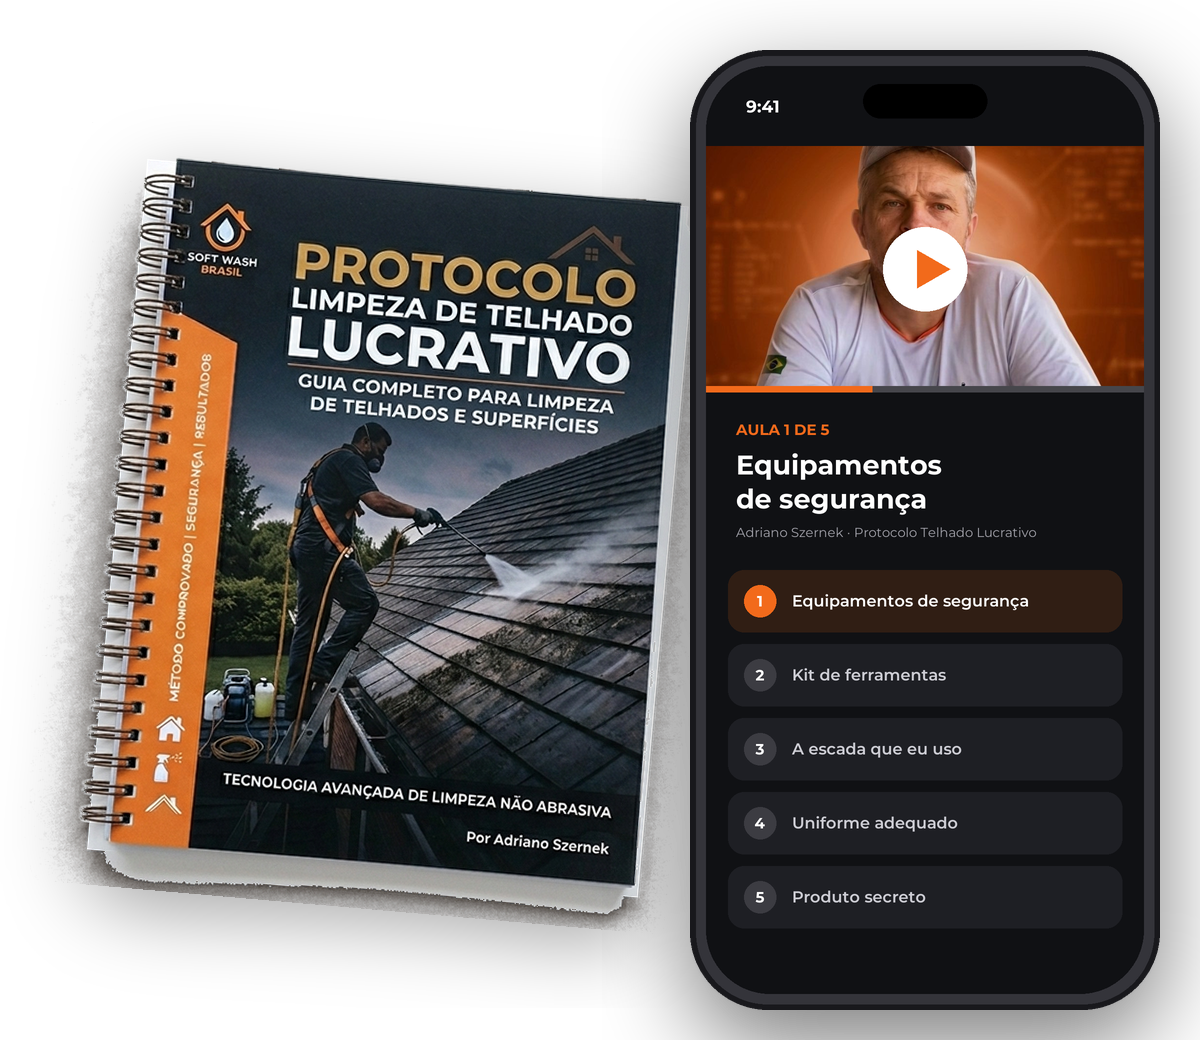 SOFT WASH
BRASIL
PROTOCOLO
LIMPEZA DE TELHADO
LUCRATIVO
GUIA COMPLETO PARA LIMPEZA
DE TELHADOS E SUPERFÍCIES
MÉTODO COMPROVADO | SEGURANÇA | RESULTADOS
TECNOLOGIA AVANÇADA DE LIMPEZA NÃO ABRASIVA
Por Adriano Szernek
9:41
AULA 1 DE 5
Equipamentos
de segurança
Adriano Szernek · Protocolo Telhado Lucrativo
1 Equipamentos de segurança
2 Kit de ferramentas
3 A escada que eu uso
4 Uniforme adequado
5 Produto secreto